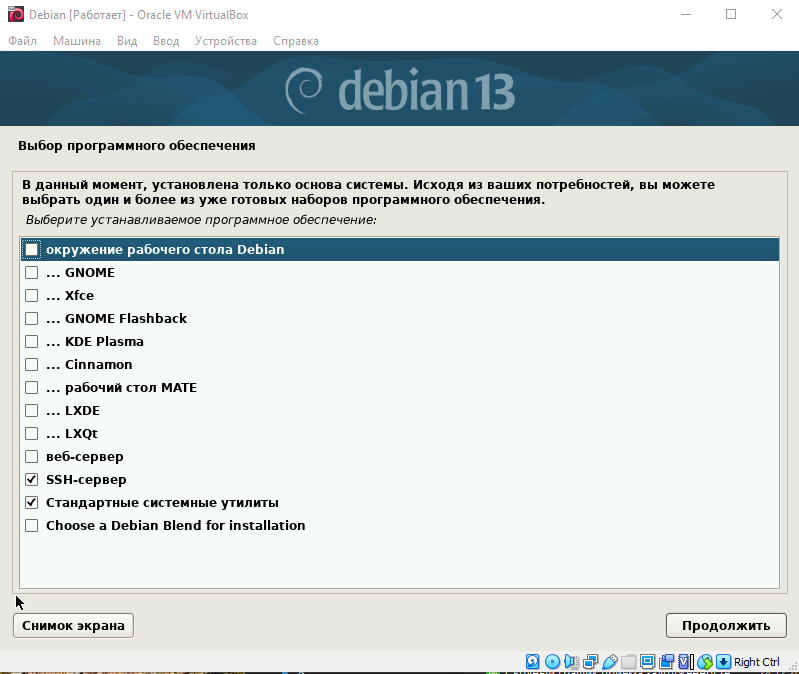 Debian [Работает] - Oracle VM VirtualBox
Файл Машина Вид Ввод Устройства Справка
debian 13
Выбор программного обеспечения
В данный момент, установлена только основа системы. Исходя из ваших потребностей, вы можете
выбрать один и более из уже готовых наборов программного обеспечения.
Выберите устанавливаемое программное обеспечение:
окружение рабочего стола Debian
... GNOME
... Xfce
... GNOME Flashback
... KDE Plasma
... Cinnamon
... рабочий стол MATE
... LXDE
... LXQt
веб-сервер
SSH-сервер
Стандартные системные утилиты
Choose a Debian Blend for installation
Снимок экрана Продолжить
Right Ctrl